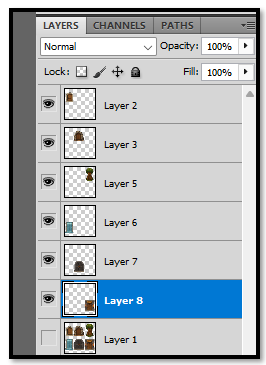 LAYERS CHANNELS PATHS
Normal Opacity: 100%
Lock: Fill: 100%
Layer 2
Layer 3
Layer 5
Layer 6
Layer 7
Layer 8
Layer 1